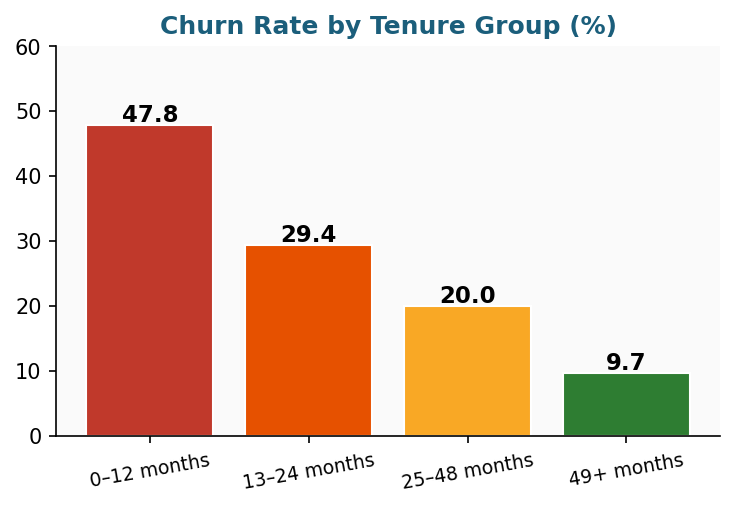 Churn Rate by Tenure Group (%)
60
50
40
30
20
10
0
47.8
29.4
20.0
9.7
0–12 months
13–24 months
25–48 months
49+ months